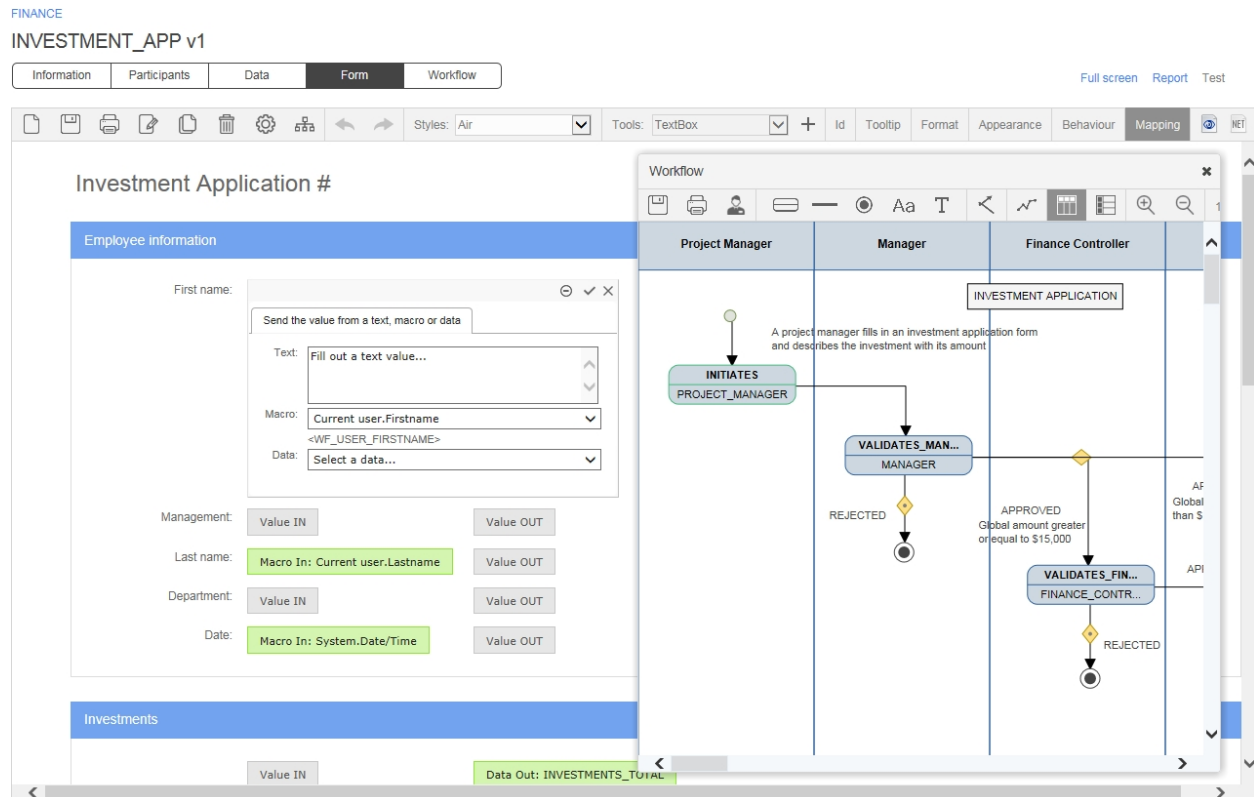 FINANCE
INVESTMENT_APP v1
Information Participants Data Form Workflow
Full screen Report Test
Styles: Air Tools: TextBox Id Tooltip Format Appearance Behaviour Mapping NET
Investment Application #
Employee information
First name:
Send the value from a text, macro or data
Text: Fill out a text value...
Macro: Current user.Firstname
<WF_USER_FIRSTNAME>
Data: Select a data...
Management: Value IN Value OUT
Last name: Macro In: Current user.Lastname Value OUT
Department: Value IN Value OUT
Date: Macro In: System.Date/Time Value OUT
Investments
Value IN Data Out: INVESTMENTS_TOTAL
Workflow
Aa T
Project Manager Manager Finance Controller
INVESTMENT APPLICATION
A project manager fills in an investment application form
and describes the investment with its amount
INITIATES
PROJECT_MANAGER
VALIDATES_MAN...
MANAGER
REJECTED
APPROVED
Global amount greater
or equal to $15,000
Global
than $
VALIDATES_FIN...
FINANCE_CONTR...
REJECTED